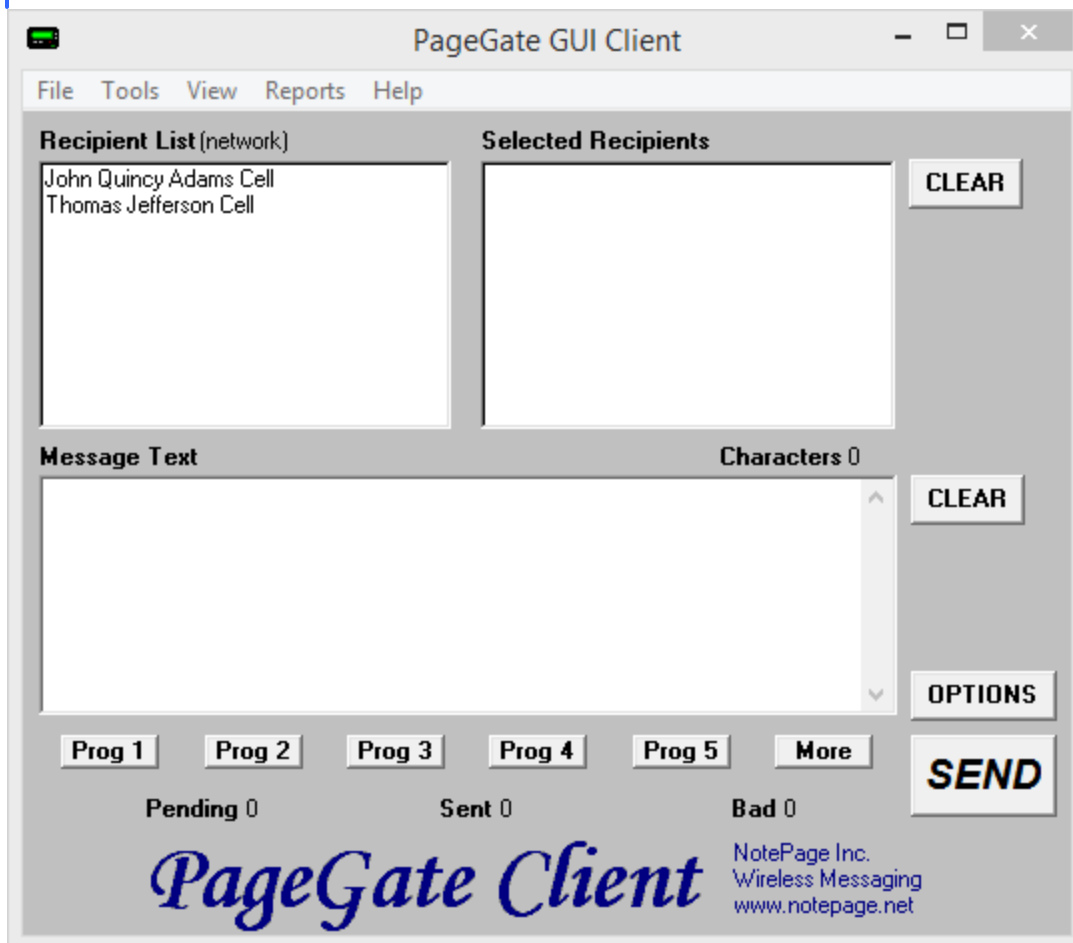 PageGate GUI Client
File Tools View Reports Help
Recipient List (network)
Selected Recipients
John Quincy Adams Cell
Thomas Jefferson Cell
CLEAR
Message Text
Characters 0
CLEAR
OPTIONS
Prog 1 Prog 2 Prog 3 Prog 4 Prog 5 More
SEND
Pending 0 Sent 0 Bad 0
PageGate Client
NotePage Inc.
Wireless Messaging
www.notepage.net